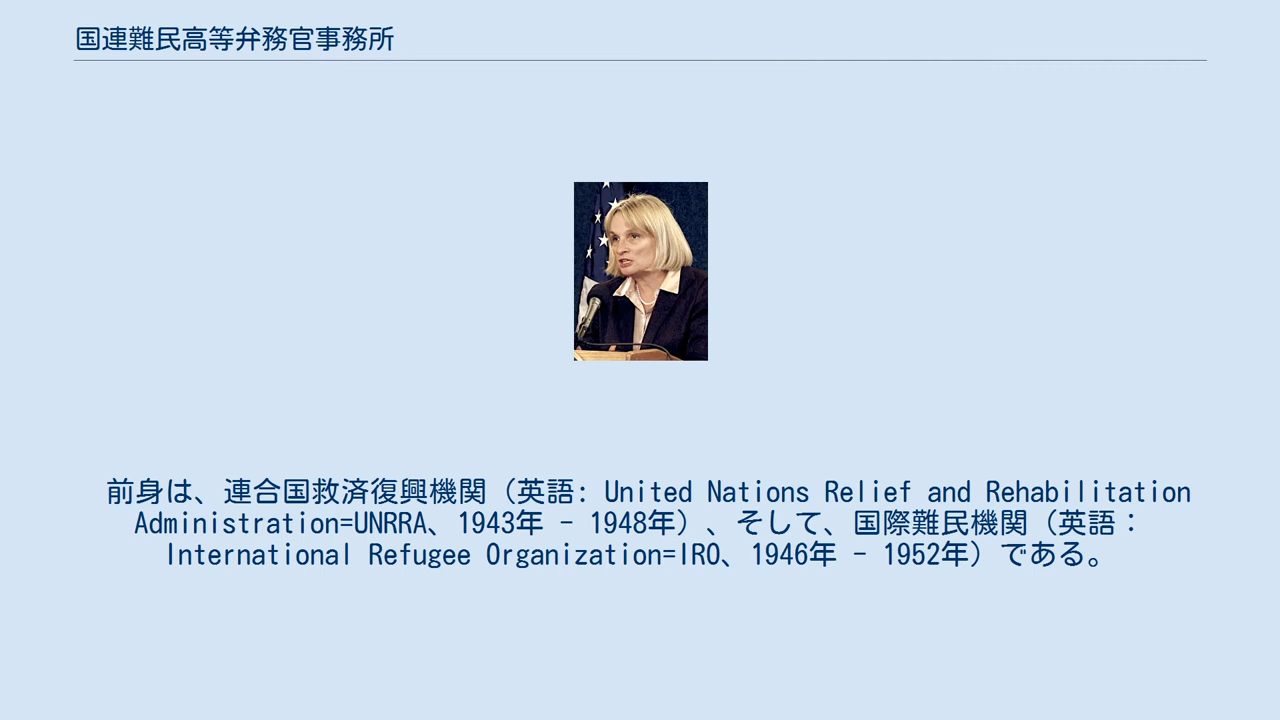 国連難民高等弁務官事務所
前身は、連合国救済復興機関（英語: United Nations Relief and Rehabilitation
Administration=UNRRA、1943年 - 1948年）、そして、国際難民機関（英語：
International Refugee Organization=IRO、1946年 - 1952年）である。